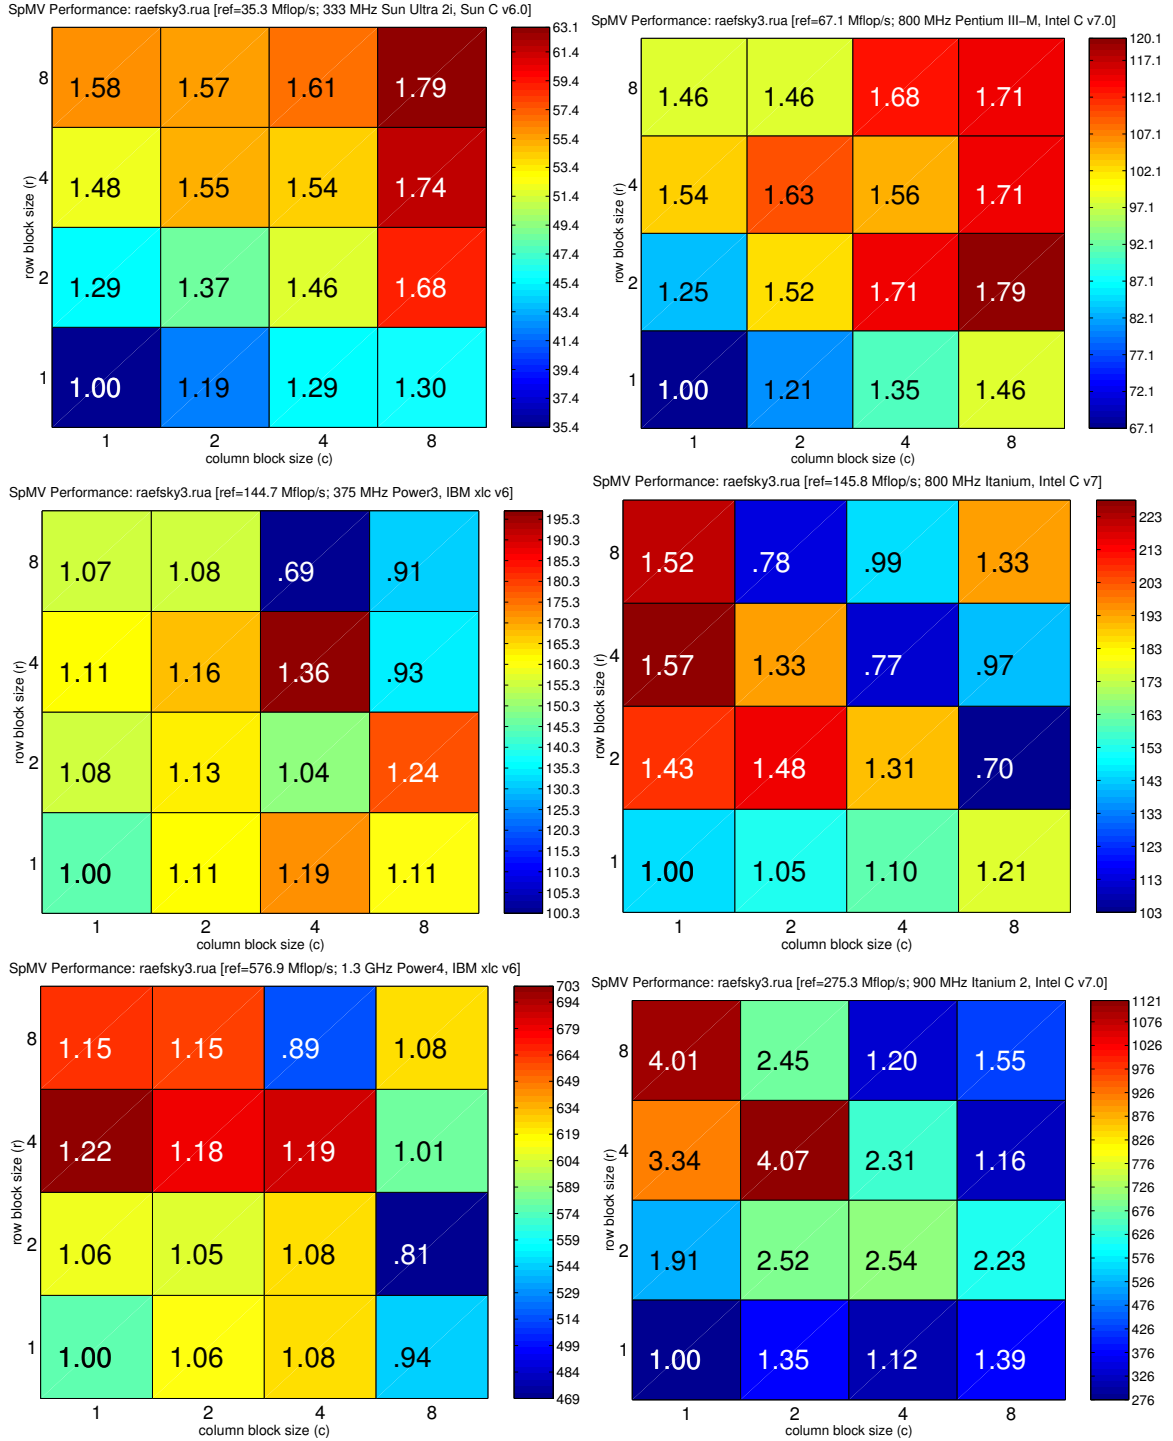 SpMV Performance: raefsky3.rua [ref=35.3 Mflop/s; 333 MHz Sun Ultra 2i, Sun C v6.0]
row block size (r)
8 1.58 1.57 1.61 1.79
4 1.48 1.55 1.54 1.74
2 1.29 1.37 1.46 1.68
1 1.00 1.19 1.29 1.30
1 2 4 8
column block size (c)
63.1
61.4
59.4
57.4
55.4
53.4
51.4
49.4
47.4
45.4
43.4
41.4
39.4
37.4
35.4
SpMV Performance: raefsky3.rua [ref=67.1 Mflop/s; 800 MHz Pentium III−M, Intel C v7.0]
row block size (r)
8 1.46 1.46 1.68 1.71
4 1.54 1.63 1.56 1.71
2 1.25 1.52 1.71 1.79
1 1.00 1.21 1.35 1.46
1 2 4 8
column block size (c)
120.1
117.1
112.1
107.1
102.1
97.1
92.1
87.1
82.1
77.1
72.1
67.1
SpMV Performance: raefsky3.rua [ref=144.7 Mflop/s; 375 MHz Power3, IBM xlc v6]
row block size (r)
8 1.07 1.08 .69 .91
4 1.11 1.16 1.36 .93
2 1.08 1.13 1.04 1.24
1 1.00 1.11 1.19 1.11
1 2 4 8
column block size (c)
195.3
190.3
185.3
180.3
175.3
170.3
165.3
160.3
155.3
150.3
145.3
140.3
135.3
130.3
125.3
120.3
115.3
110.3
105.3
100.3
SpMV Performance: raefsky3.rua [ref=145.8 Mflop/s; 800 MHz Itanium, Intel C v7]
row block size (r)
8 1.52 .78 .99 1.33
4 1.57 1.33 .77 .97
2 1.43 1.48 1.31 .70
1 1.00 1.05 1.10 1.21
1 2 4 8
column block size (c)
223
213
203
193
183
173
163
153
143
133
123
113
103
SpMV Performance: raefsky3.rua [ref=576.9 Mflop/s; 1.3 GHz Power4, IBM xlc v6]
row block size (r)
8 1.15 1.15 .89 1.08
4 1.22 1.18 1.19 1.01
2 1.06 1.05 1.08 .81
1 1.00 1.06 1.08 .94
1 2 4 8
column block size (c)
703
694
679
664
649
634
619
604
589
574
559
544
529
514
499
484
469
SpMV Performance: raefsky3.rua [ref=275.3 Mflop/s; 900 MHz Itanium 2, Intel C v7.0]
row block size (r)
8 4.01 2.45 1.20 1.55
4 3.34 4.07 2.31 1.16
2 1.91 2.52 2.54 2.23
1 1.00 1.35 1.12 1.39
1 2 4 8
column block size (c)
1121
1076
1026
976
926
876
826
776
726
676
626
576
526
476
426
376
326
276